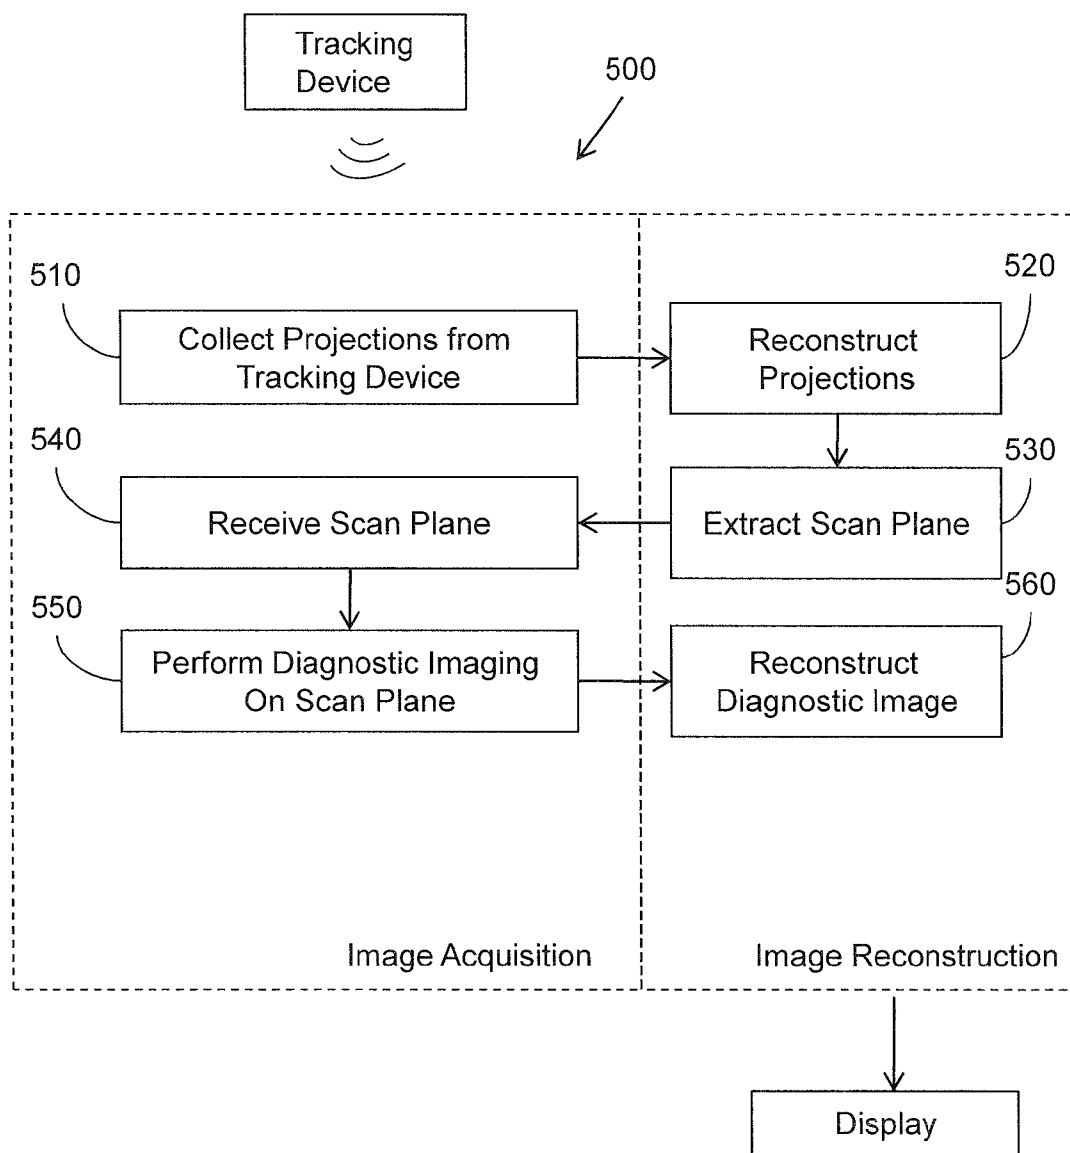 Tracking
Device
500
510
520
Collect Projections from
Tracking Device
Reconstruct
Projections
540
530
Receive Scan Plane
Extract Scan Plane
550
560
Perform Diagnostic Imaging
On Scan Plane
Reconstruct
Diagnostic Image
Image Acquisition
Image Reconstruction
Display